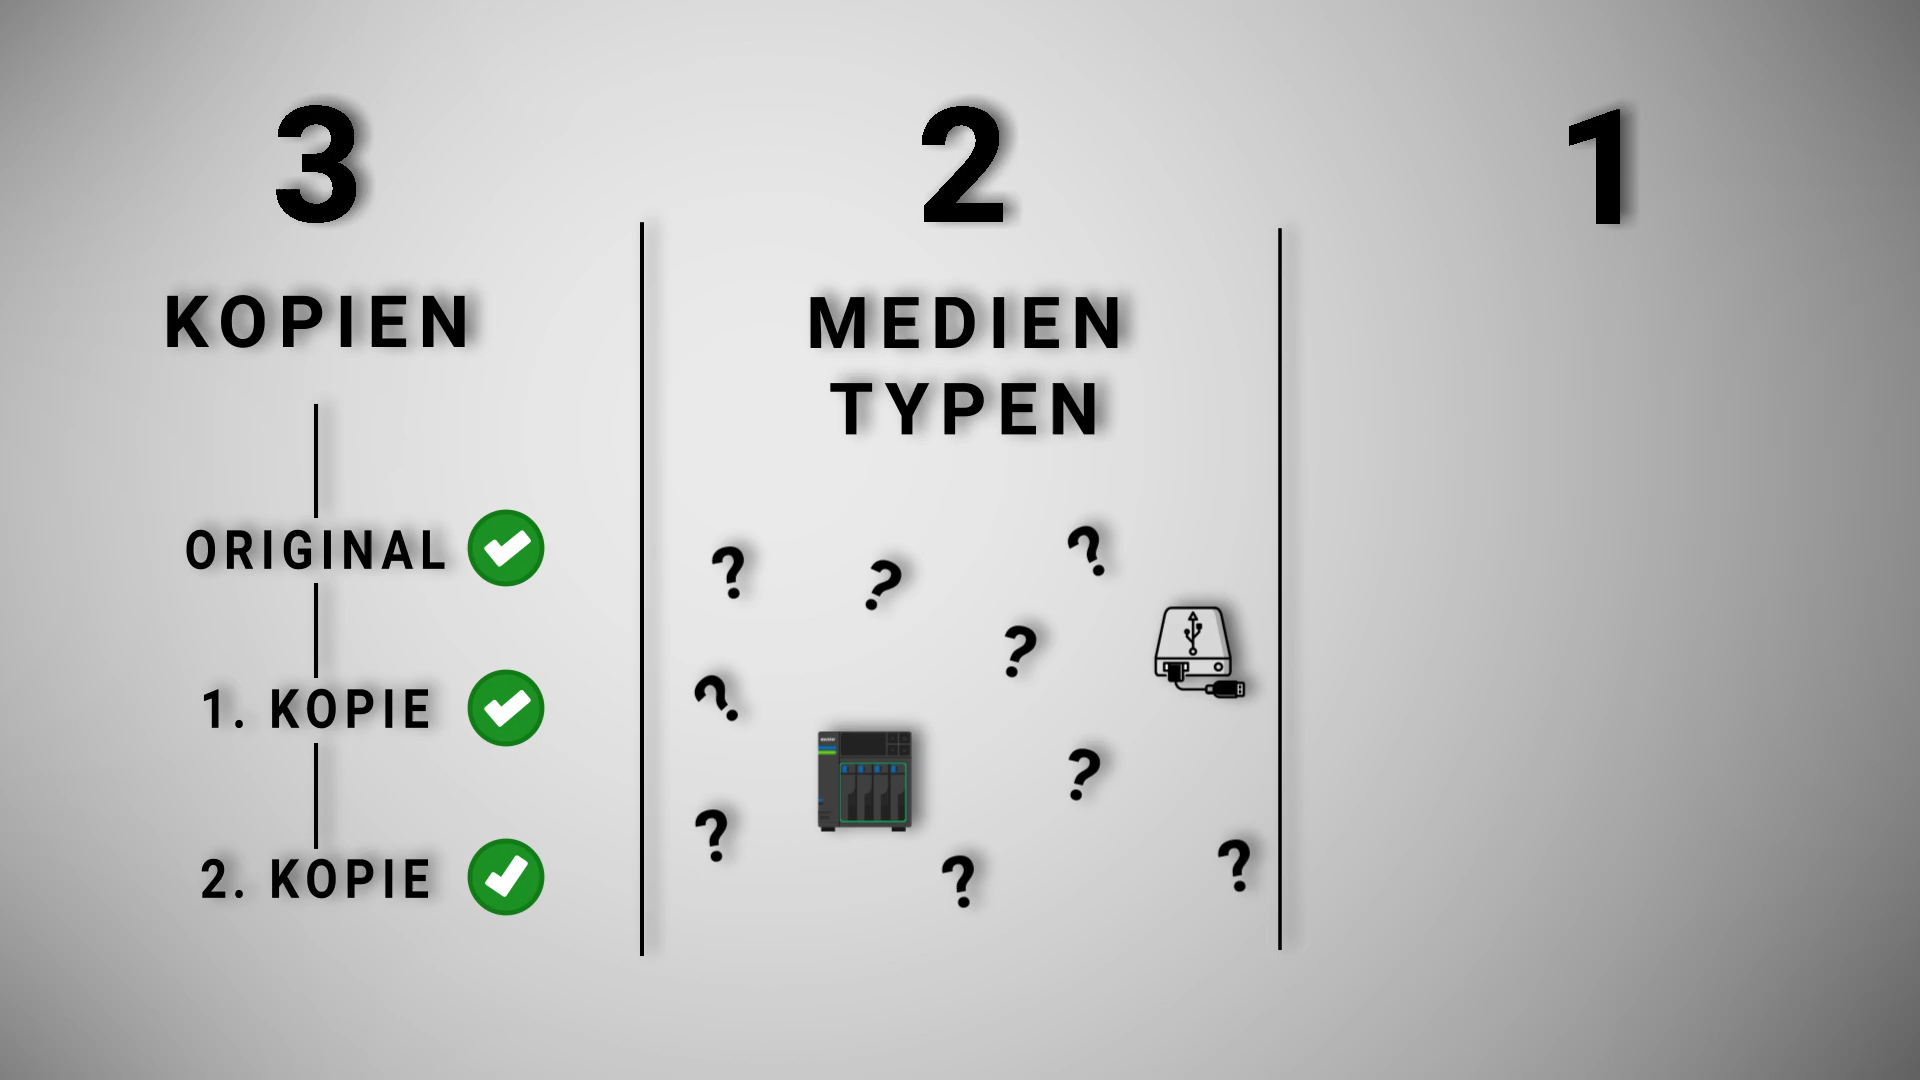 3
KOPIEN
ORIGINAL
1. KOPIE
2. KOPIE
2
MEDIEN
TYPEN
?
?
?
?
?
?
?
?
?
1